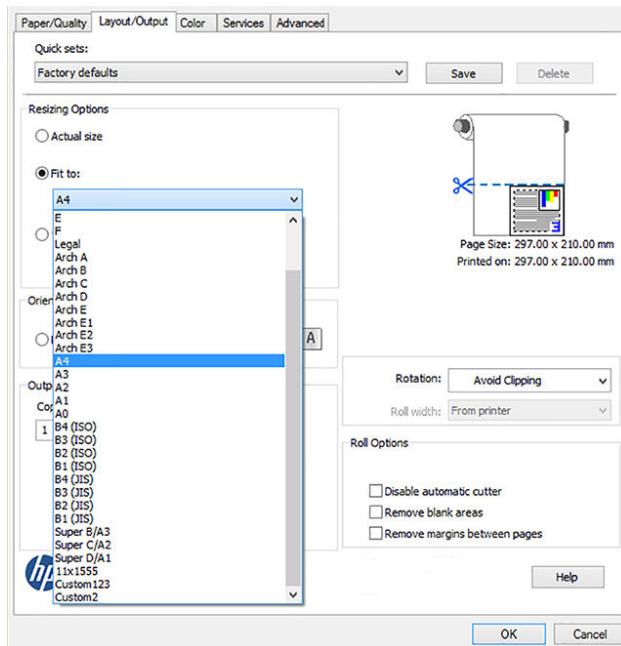 Paper/Quality Layout/Output Color Services Advanced
Quick sets:
Factory defaults Save Delete
Resizing Options
Actual size
Fit to:
A4
E
F
Legal
Arch A
Arch B
Arch C
Arch D
Arch E
Arch E1
Arch E2
Arch E3
A4
A3
A2
A1
A0
B4 (ISO)
B3 (ISO)
B2 (ISO)
B1 (ISO)
B4 (JIS)
B3 (JIS)
B2 (JIS)
B1 (JIS)
Super B/A3
Super C/A2
Super D/A1
11x1555
Custom123
Custom2
Orien
A
Outp
Cop
1
hp
E
Page Size: 297.00 x 210.00 mm
Printed on: 297.00 x 210.00 mm
Rotation: Avoid Clipping
Roll width: From printer
Roll Options
Disable automatic cutter
Remove blank areas
Remove margins between pages
Help
OK Cancel